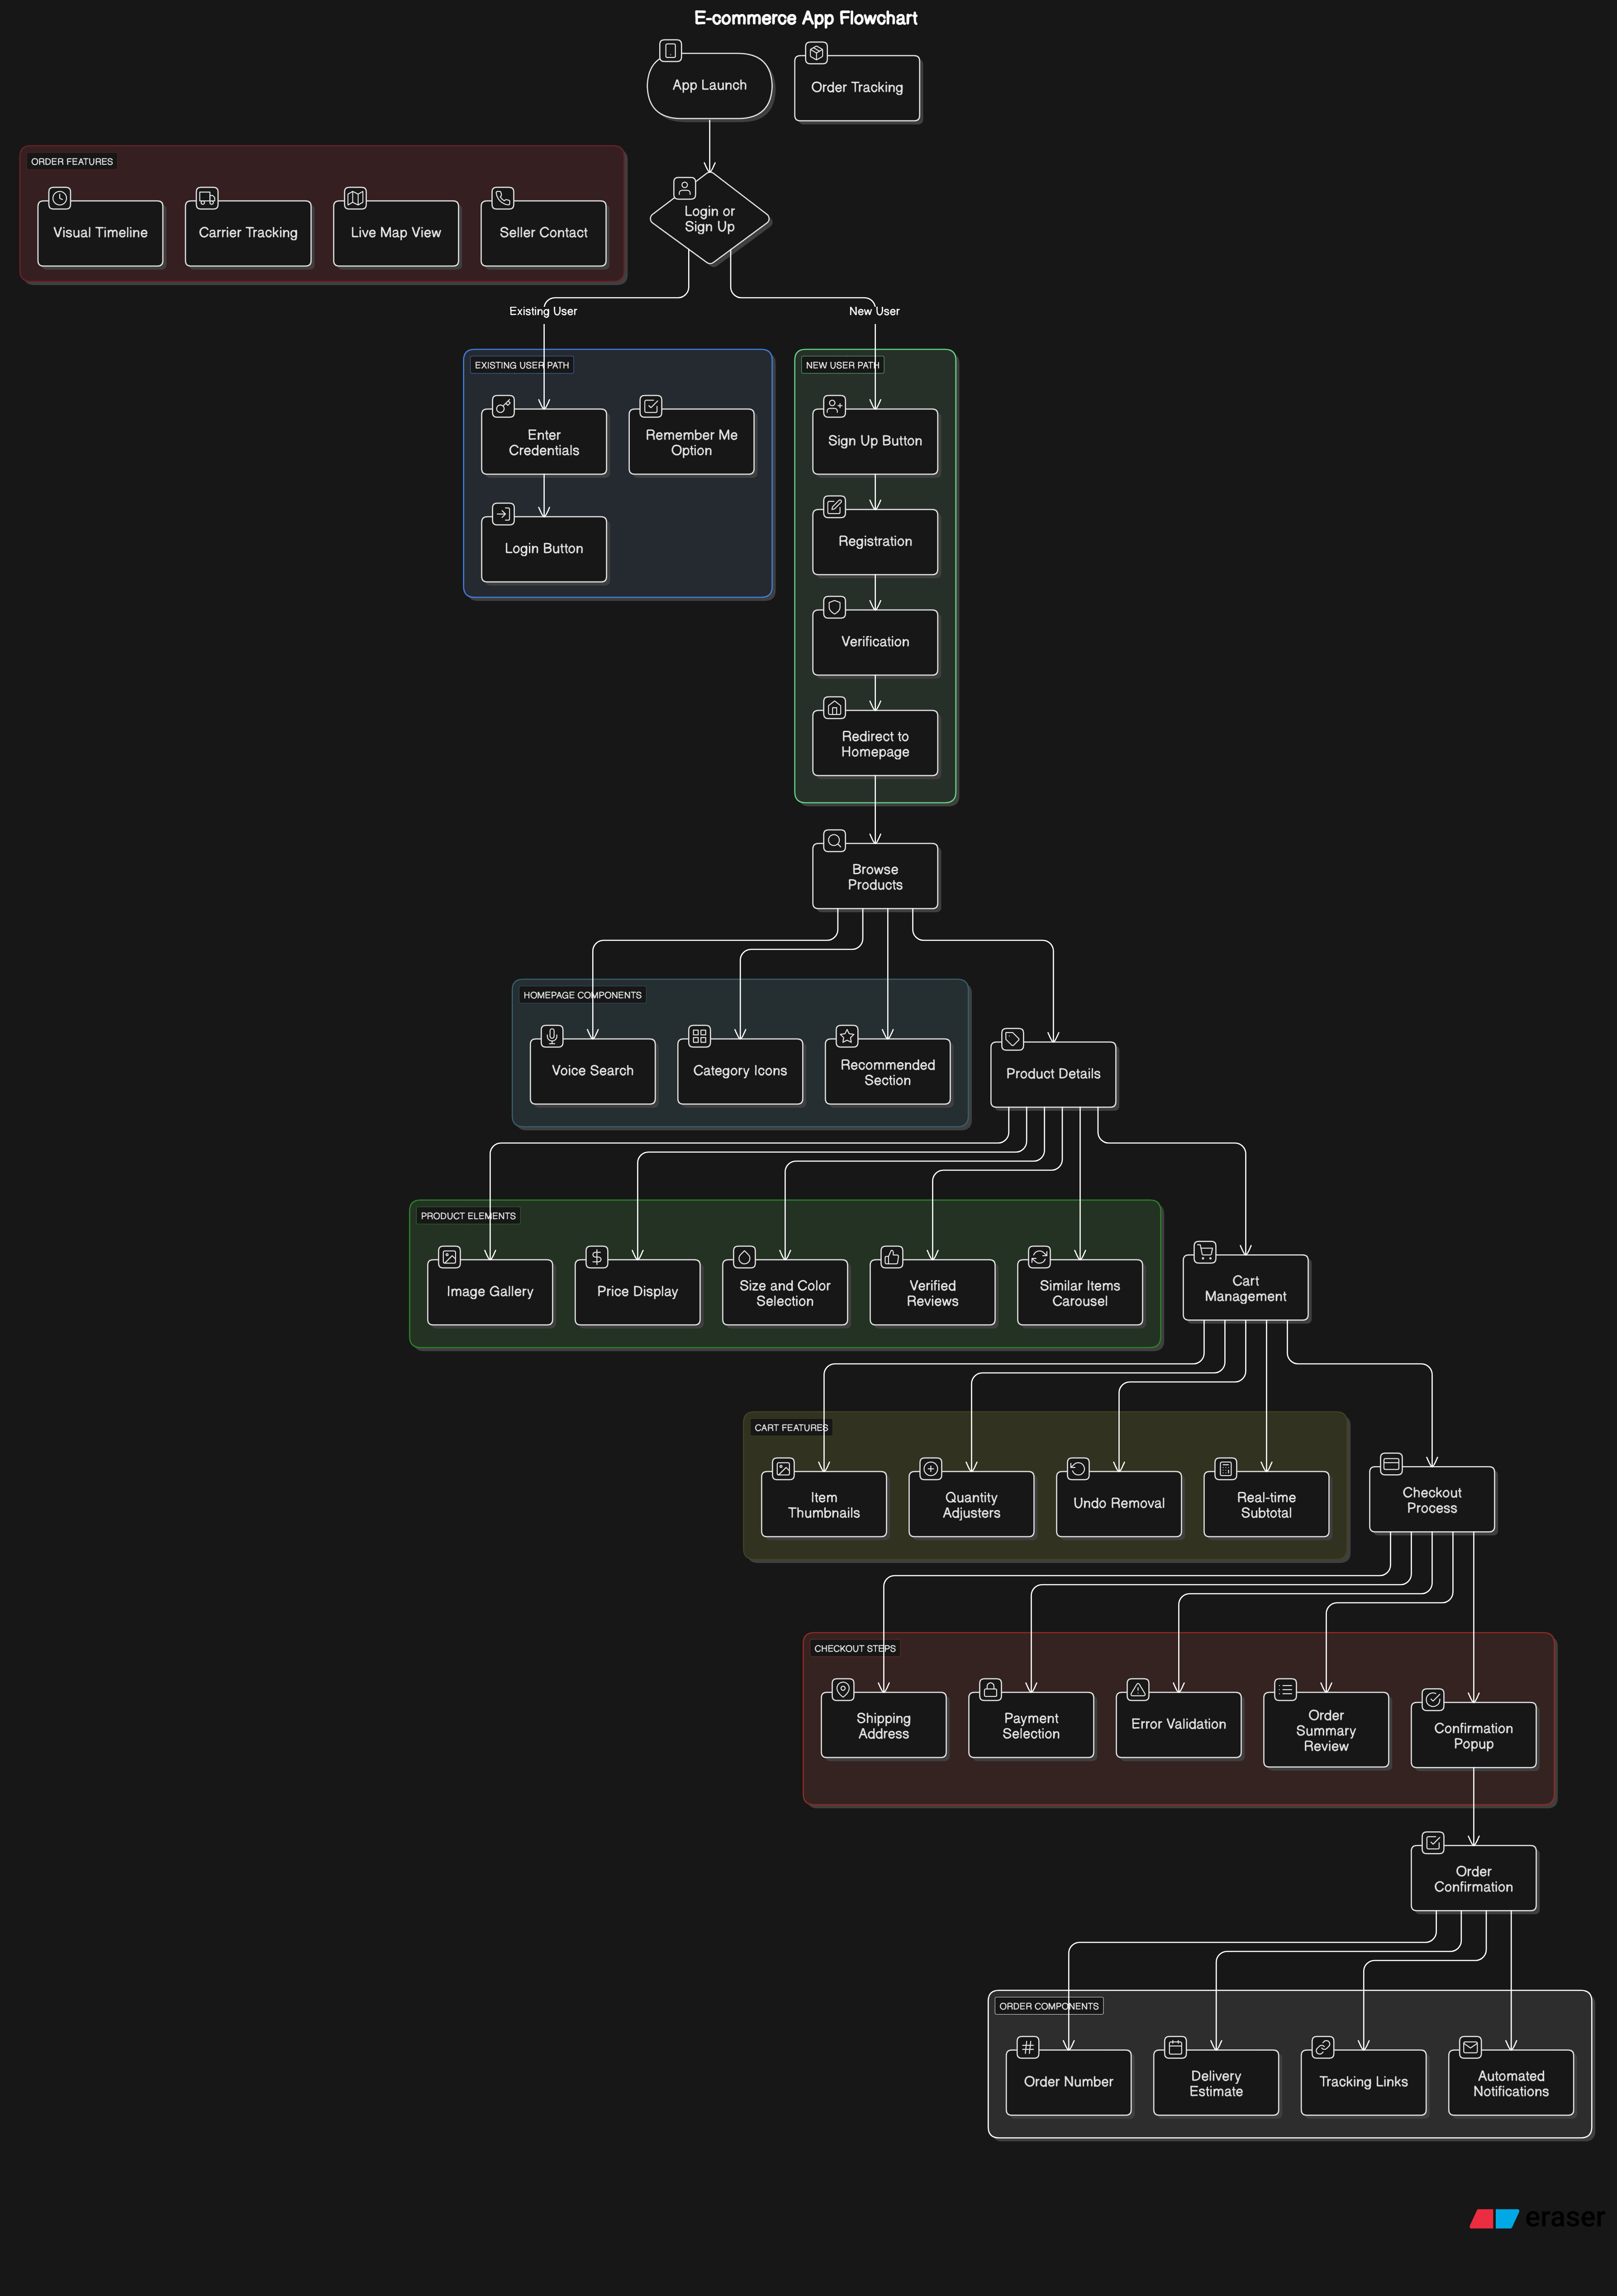 E-commerce App Flowchart
App Launch
Order Tracking
ORDER FEATURES
Visual Timeline
Carrier Tracking
Live Map View
Seller Contact
Login or
Sign Up
Existing User
New User
EXISTING USER PATH
Enter
Credentials
Remember Me
Option
Login Button
NEW USER PATH
Sign Up Button
Registration
Verification
Redirect to
Homepage
Browse
Products
HOMEPAGE COMPONENTS
Voice Search
Category Icons
Recommended
Section
Product Details
PRODUCT ELEMENTS
Image Gallery
Price Display
Size and Color
Selection
Verified
Reviews
Similar Items
Carousel
Cart
Management
CART FEATURES
Item
Thumbnails
Quantity
Adjusters
Undo Removal
Real-time
Subtotal
Checkout
Process
CHECKOUT STEPS
Shipping
Address
Payment
Selection
Error Validation
Order
Summary
Review
Confirmation
Popup
Order
Confirmation
ORDER COMPONENTS
Order Number
Delivery
Estimate
Tracking Links
Automated
Notifications
eraser